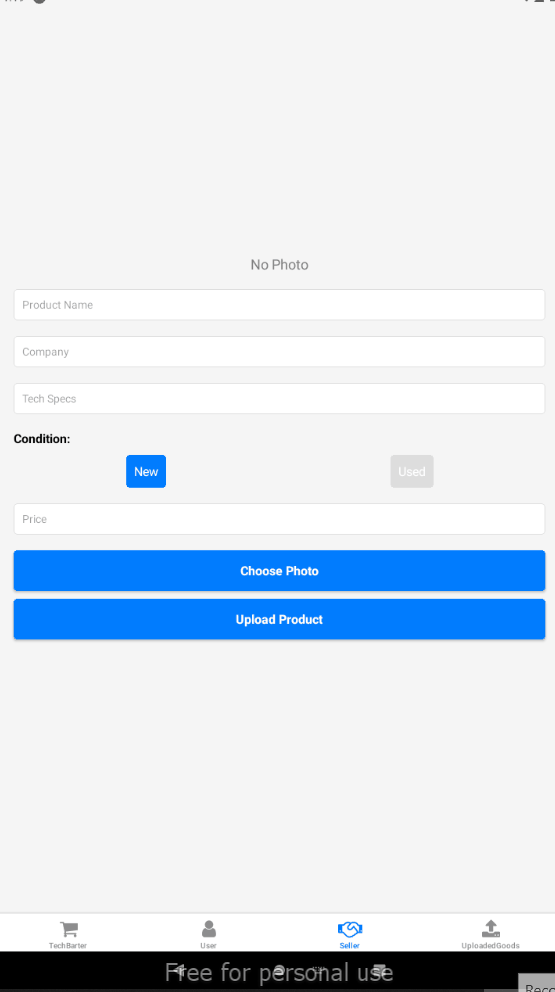 No Photo
Product Name
Company
Tech Specs
Condition:
New Used
Price
Choose Photo
Upload Product
TechBarter User Seller UploadedGoods
Free for personal use